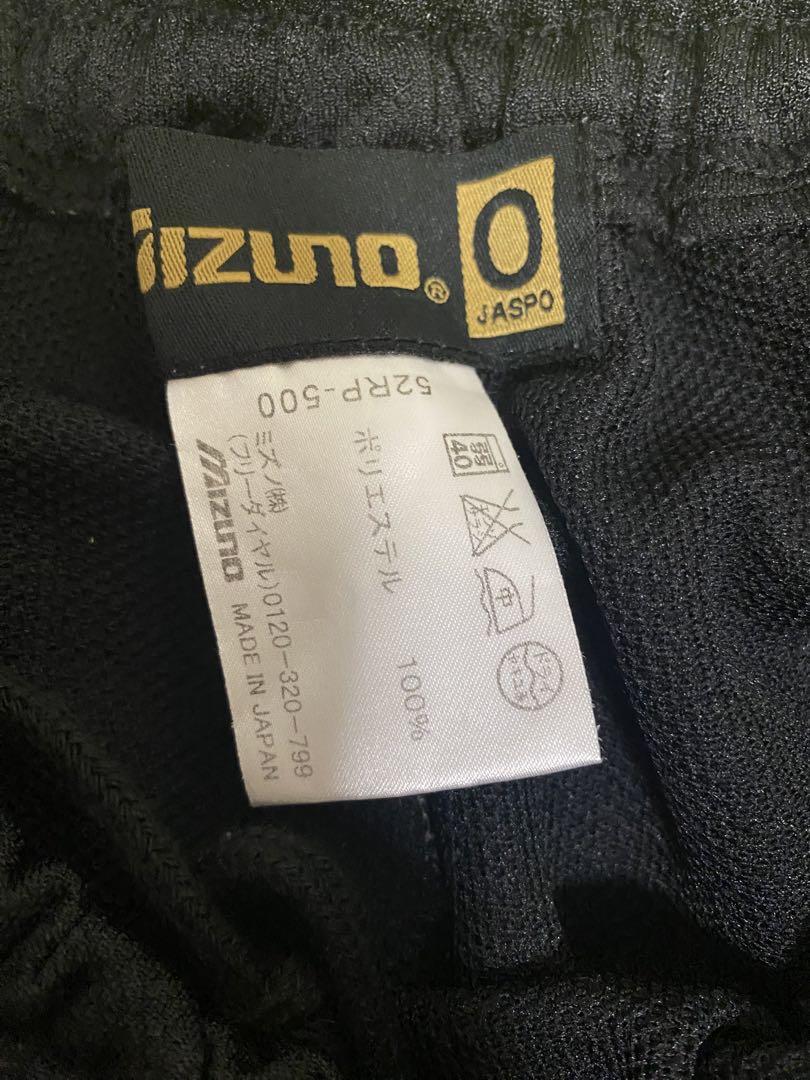 MIZUNO®
O
JASPO
52RP-500
弱
40
ポリエステル 100%
中
ドライ
ミズノ㈱
(フリーダイヤル)0120-320-799
MIZUNO MADE IN JAPAN